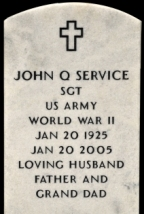 JOHN Q SERVICE
SGT
US ARMY
WORLD WAR II
JAN 20 1925
JAN 20 2005
LOVING HUSBAND
FATHER AND
GRAND DAD